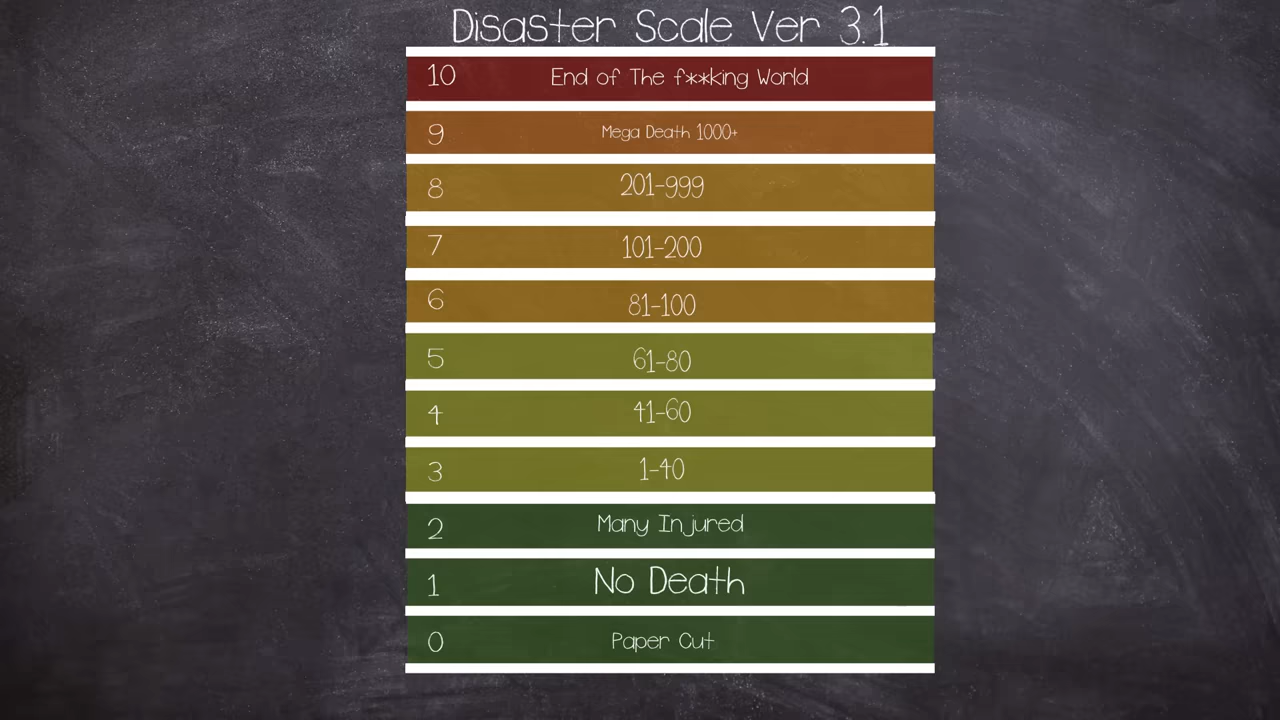 Disaster Scale Ver 3.1
10 End of The f**king World
9 Mega Death 1000+
8 201-999
7 101-200
6 81-100
5 61-80
4 41-60
3 1-40
2 Many Injured
1 No Death
0 Paper Cut